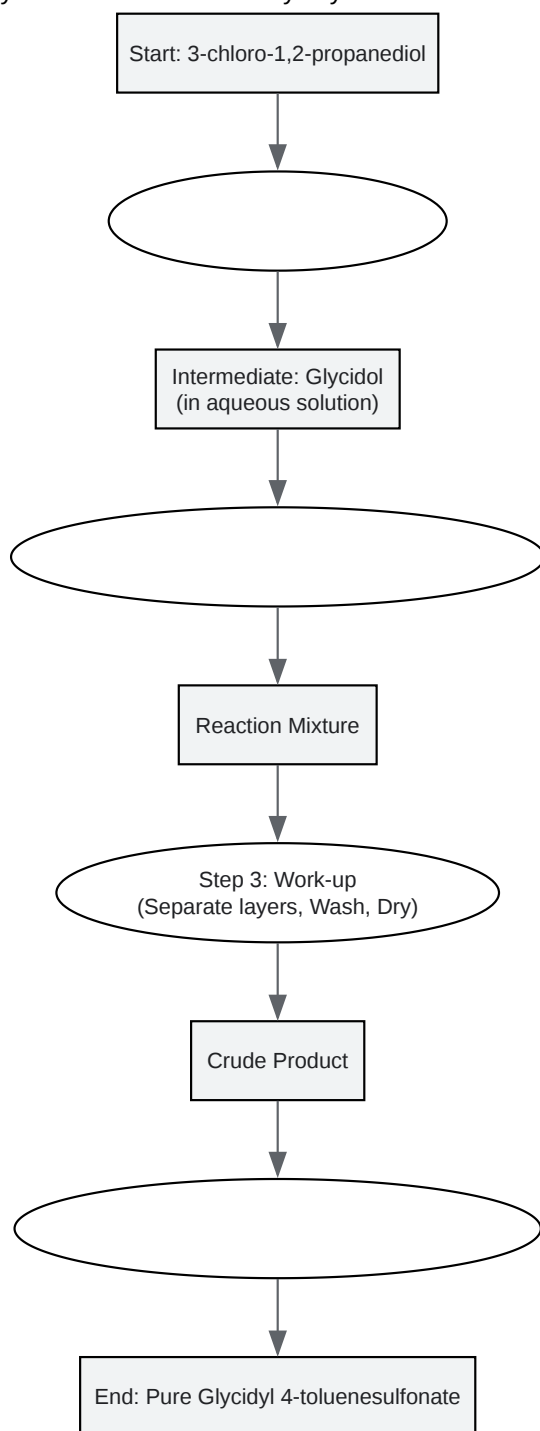 Start: 3-chloro-1,2-propanediol
Intermediate: Glycidol
(in aqueous solution)
Reaction Mixture
Step 3: Work-up
(Separate layers, Wash, Dry)
Crude Product
End: Pure Glycidyl 4-toluenesulfonate